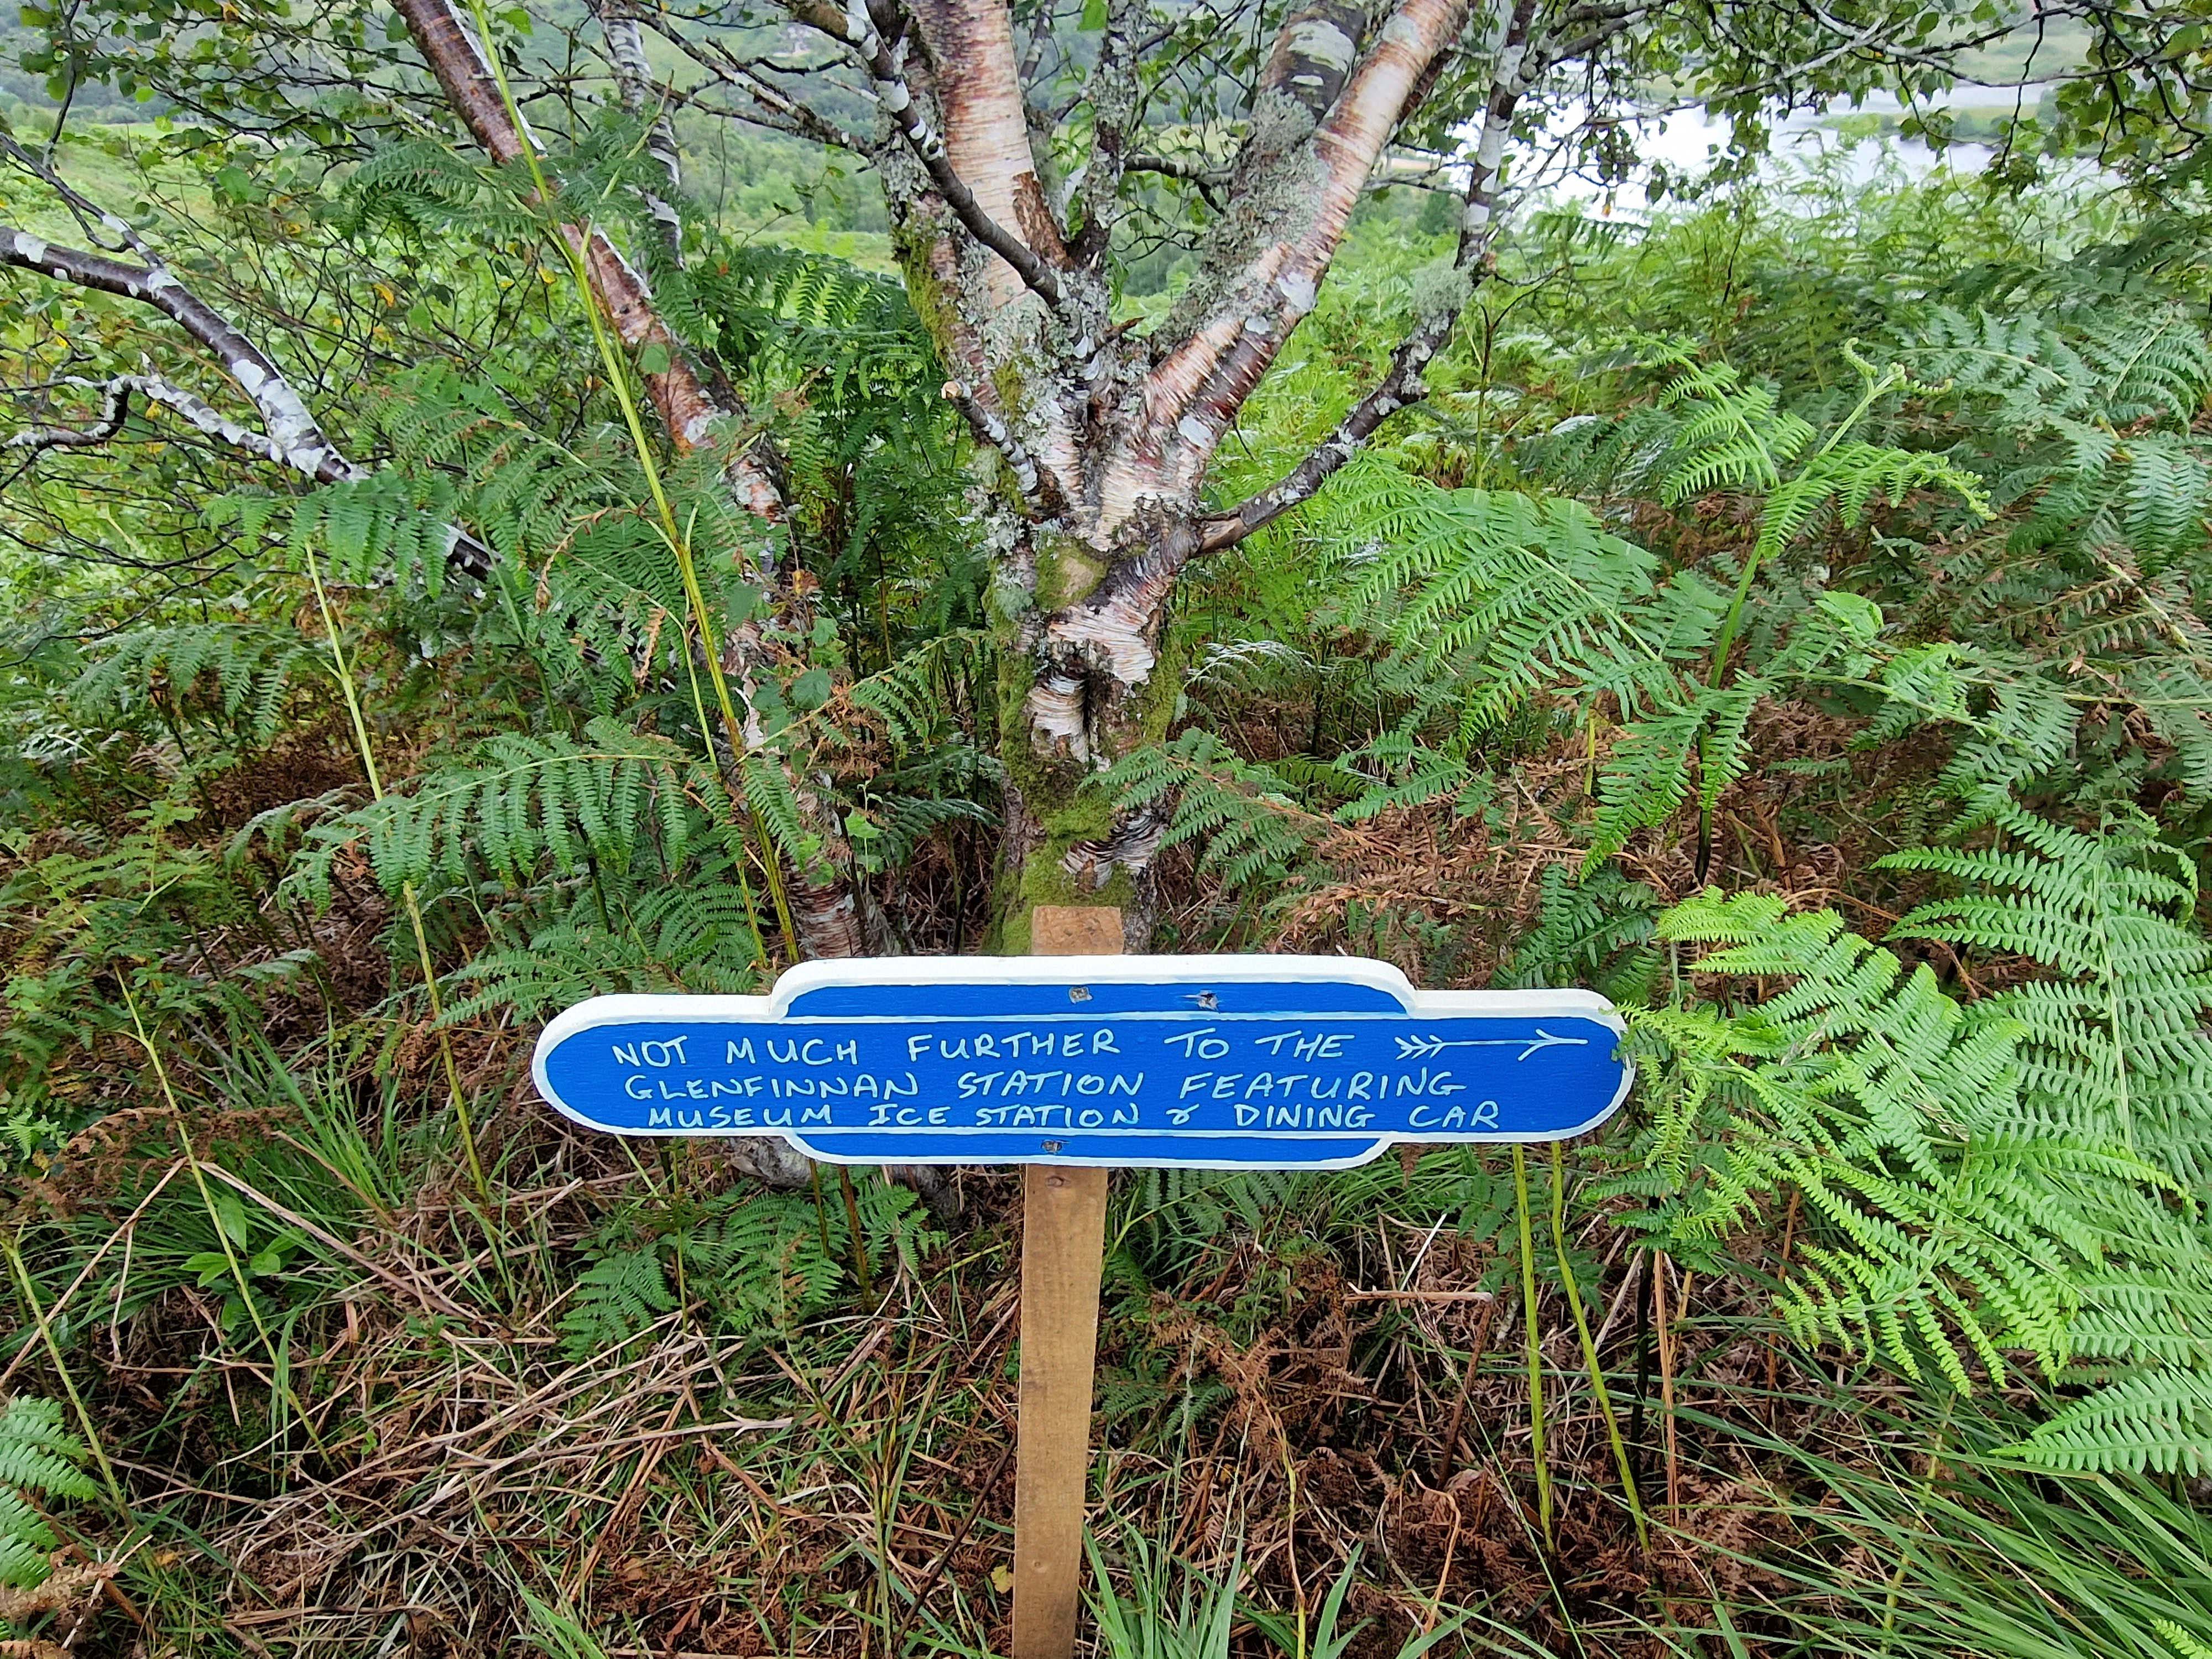 NOT MUCH FURTHER TO THE
GLENFINNAN STATION FEATURING
MUSEUM ICE STATION & DINING CAR